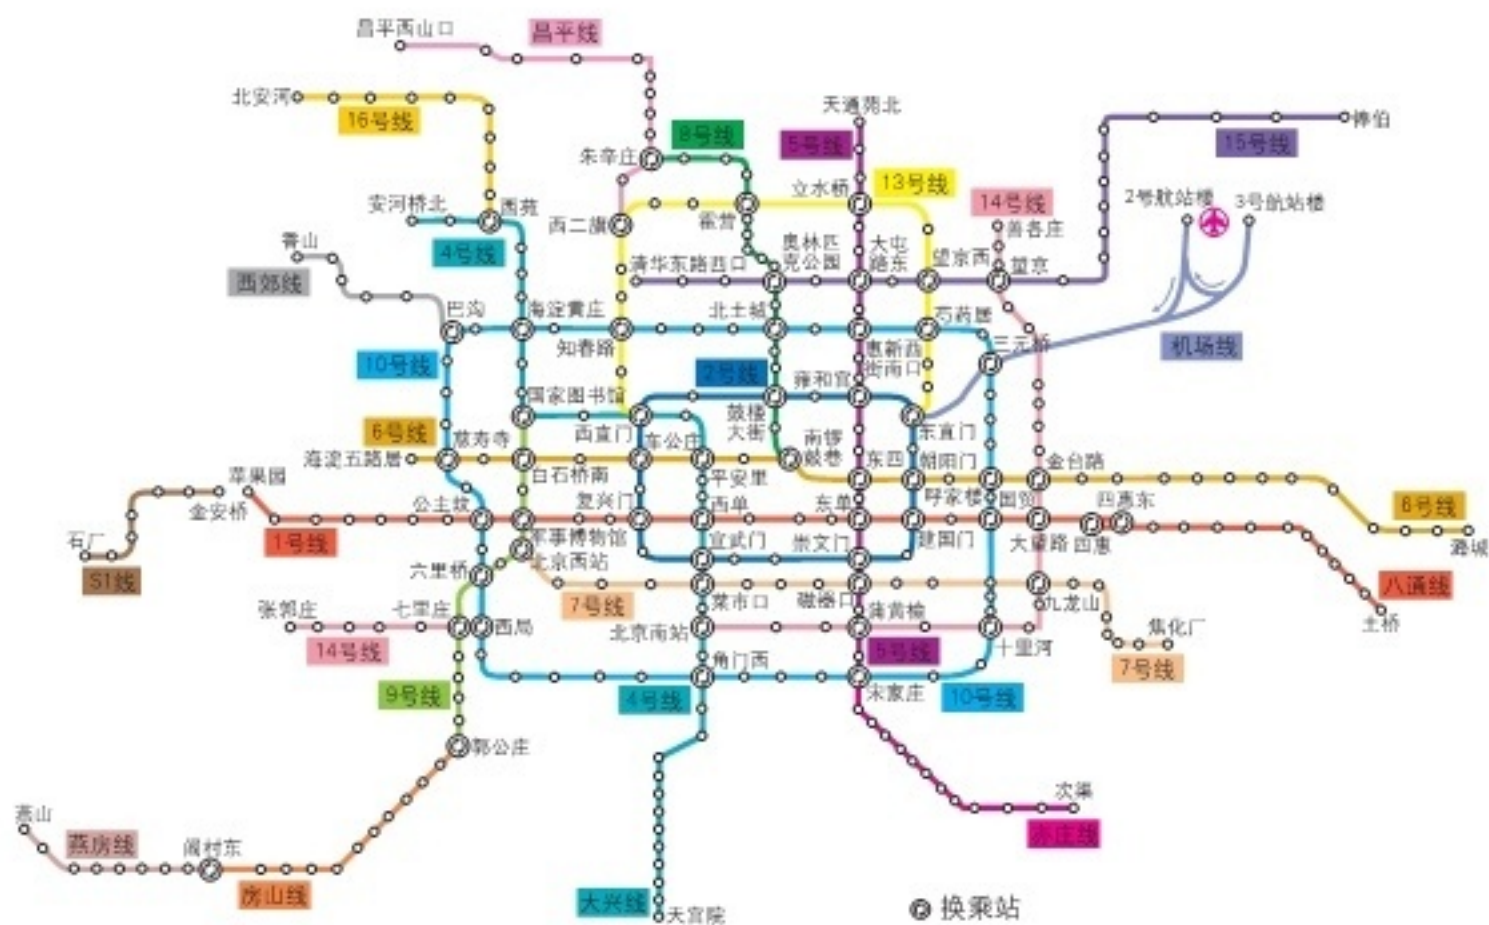 昌平西山口
昌平线
北安河
16号线
天通苑北
8号线
5号线
15号线
俸伯
朱辛庄
立水桥
13号线
安河桥北
西苑
西二旗
霍营
14号线
善各庄
2号航站楼
3号航站楼
香山
4号线
西郊线
清华东路西口
奥林匹
克公园
大屯
路东
望京西
望京
巴沟
海淀黄庄
北土城
芍药居
10号线
知春路
惠新西
街南口
三元桥
机场线
2号线
雍和宫
国家图书馆
6号线
慈寿寺
西直门
车公庄
鼓楼
大街
南锣
鼓巷
东直门
海淀五路居
白石桥南
平安里
东四
朝阳门
金台路
苹果园
金安桥
公主坟
复兴门
西单
东单
呼家楼
国贸
四惠东
6号线
石厂
1号线
军事博物馆
宣武门
崇文门
建国门
大望路
四惠
潞城
S1线
六里桥
北京西站
八通线
张郭庄
七里庄
7号线
菜市口
磁器口
蒲黄榆
九龙山
焦化厂
土桥
14号线
西局
北京南站
5号线
十里河
7号线
9号线
角门西
4号线
宋家庄
10号线
郭公庄
燕山
燕房线
阎村东
房山线
次渠
亦庄线
大兴线
天宫院
换乘站